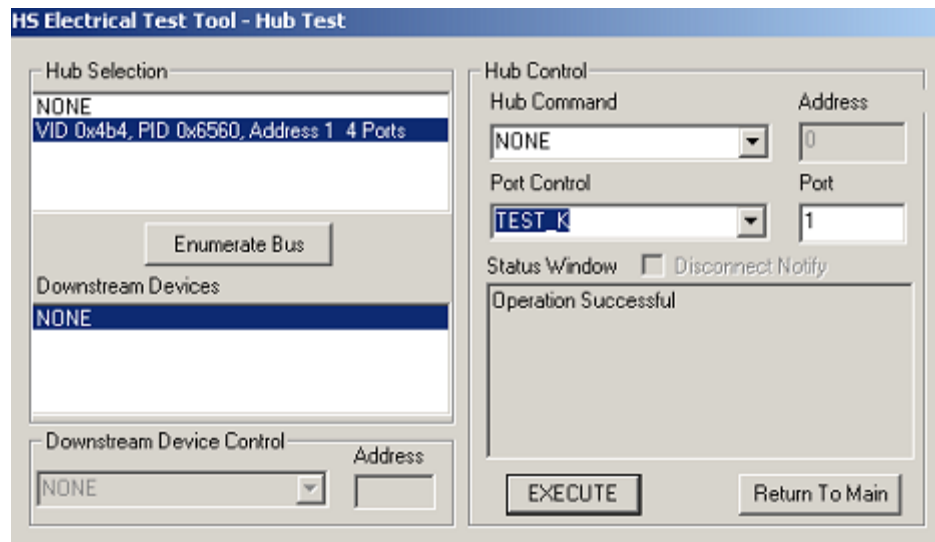 HS Electrical Test Tool - Hub Test
Hub Selection
NONE
VID 0x4b4, PID 0x6560, Address 1 4 Ports
Enumerate Bus
Downstream Devices
NONE
Downstream Device Control
Address
NONE
Hub Control
Hub Command Address
NONE 0
Port Control Port
TEST_K 1
Status Window Disconnect Notify
Operation Successful
EXECUTE Return To Main